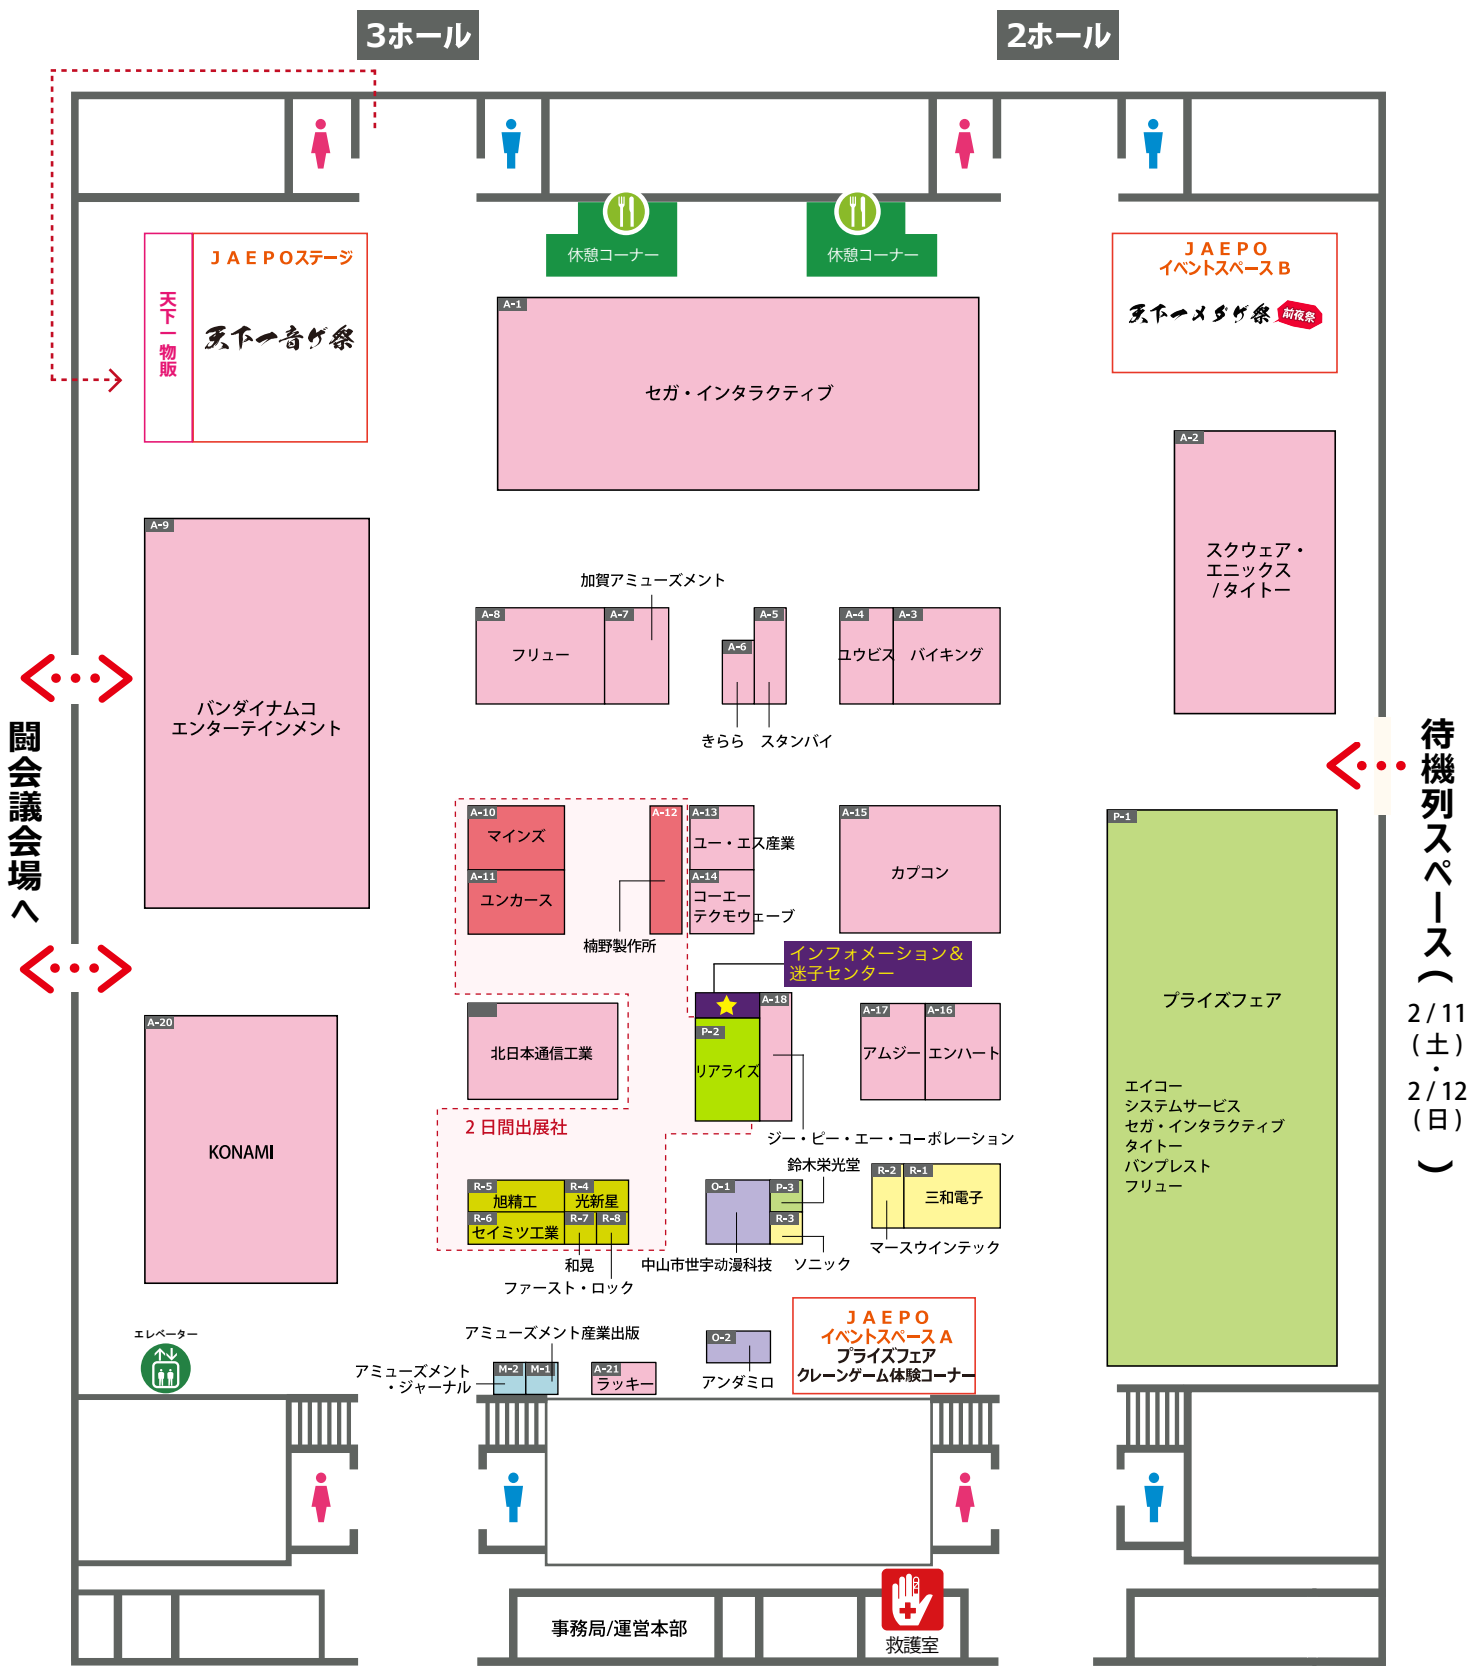 3ホール
2ホール
休憩コーナー
休憩コーナー
JAEPOステージ
天下一物販
天下一音ゲ祭
JAEPO
イベントスペース B
天下一メダゲ祭
前夜祭
A-1
セガ・インタラクティブ
A-2
スクウェア・
エニックス
/タイトー
A-9
バンダイナムコ
エンターテインメント
加賀アミューズメント
A-8
フリュー
A-7
A-6
A-5
きらら
スタンバイ
A-4
ユウビス
A-3
バイキング
闘会議会場へ
待機列スペース(
2/11
(土)
・
2/12
(日)
)
A-10
マインズ
A-11
ユンカース
A-12
楠野製作所
A-13
ユー・エス産業
A-14
コーエー
テクモウェーブ
A-15
カプコン
P-1
プライズフェア
エイコー
システムサービス
セガ・インタラクティブ
タイトー
バンプレスト
フリュー
インフォメーション&
迷子センター
A-18
P-2
リアライズ
A-17
アムジー
A-16
エンハート
北日本通信工業
A-20
KONAMI
2日間出展社
ジー・ピー・エー・コーポレーション
鈴木栄光堂
R-5
旭精工
R-4
光新星
R-6
セイミツ工業
R-7
R-8
和晃
ファースト・ロック
O-1
P-3
R-3
中山市世宇动漫科技
ソニック
R-2
R-1
三和電子
マースウインテック
エレベーター
アミューズメント産業出版
アミューズメント
・ジャーナル
M-2
M-1
A-21
ラッキー
O-2
アンダミロ
JAEPO
イベントスペース A
プライズフェア
クレーンゲーム体験コーナー
事務局/運営本部
救護室